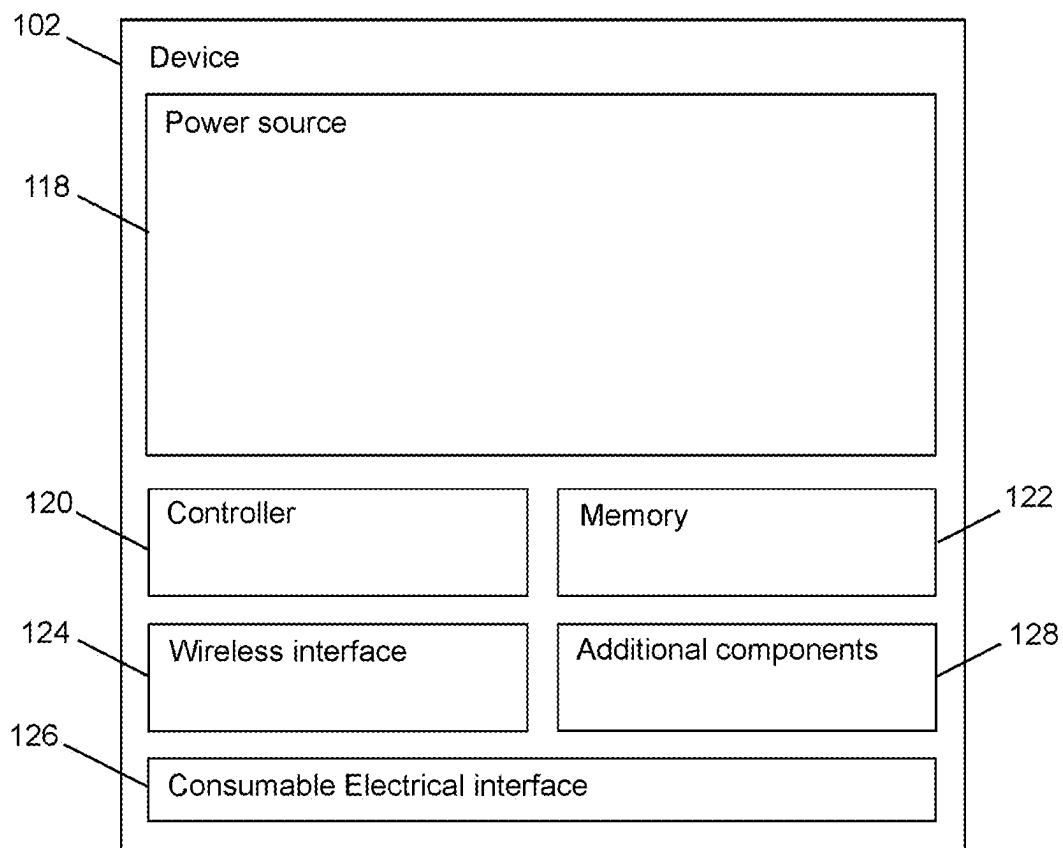 102
Device
Power source
118
120
Controller
Memory
122
124
Wireless interface
Additional components
128
126
Consumable Electrical interface